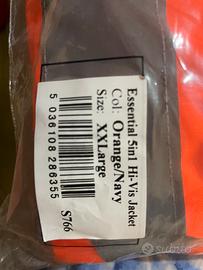 Essential 5in1 Hi-Vis Jacket
Col: Orange/Navy
Size: XXLarge
5 036108 286355
S766
subito